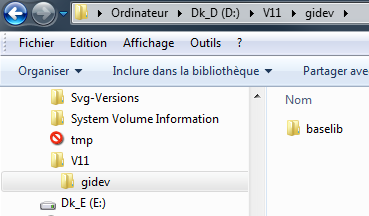 Ordinateur Dk_D (D:) V11 gidev
Fichier Edition Affichage Outils ?
Organiser Inclure dans la bibliothèque Partager ave
Svg-Versions
System Volume Information
tmp
V11
gidev
Dk_E (E:)
Nom
baselib